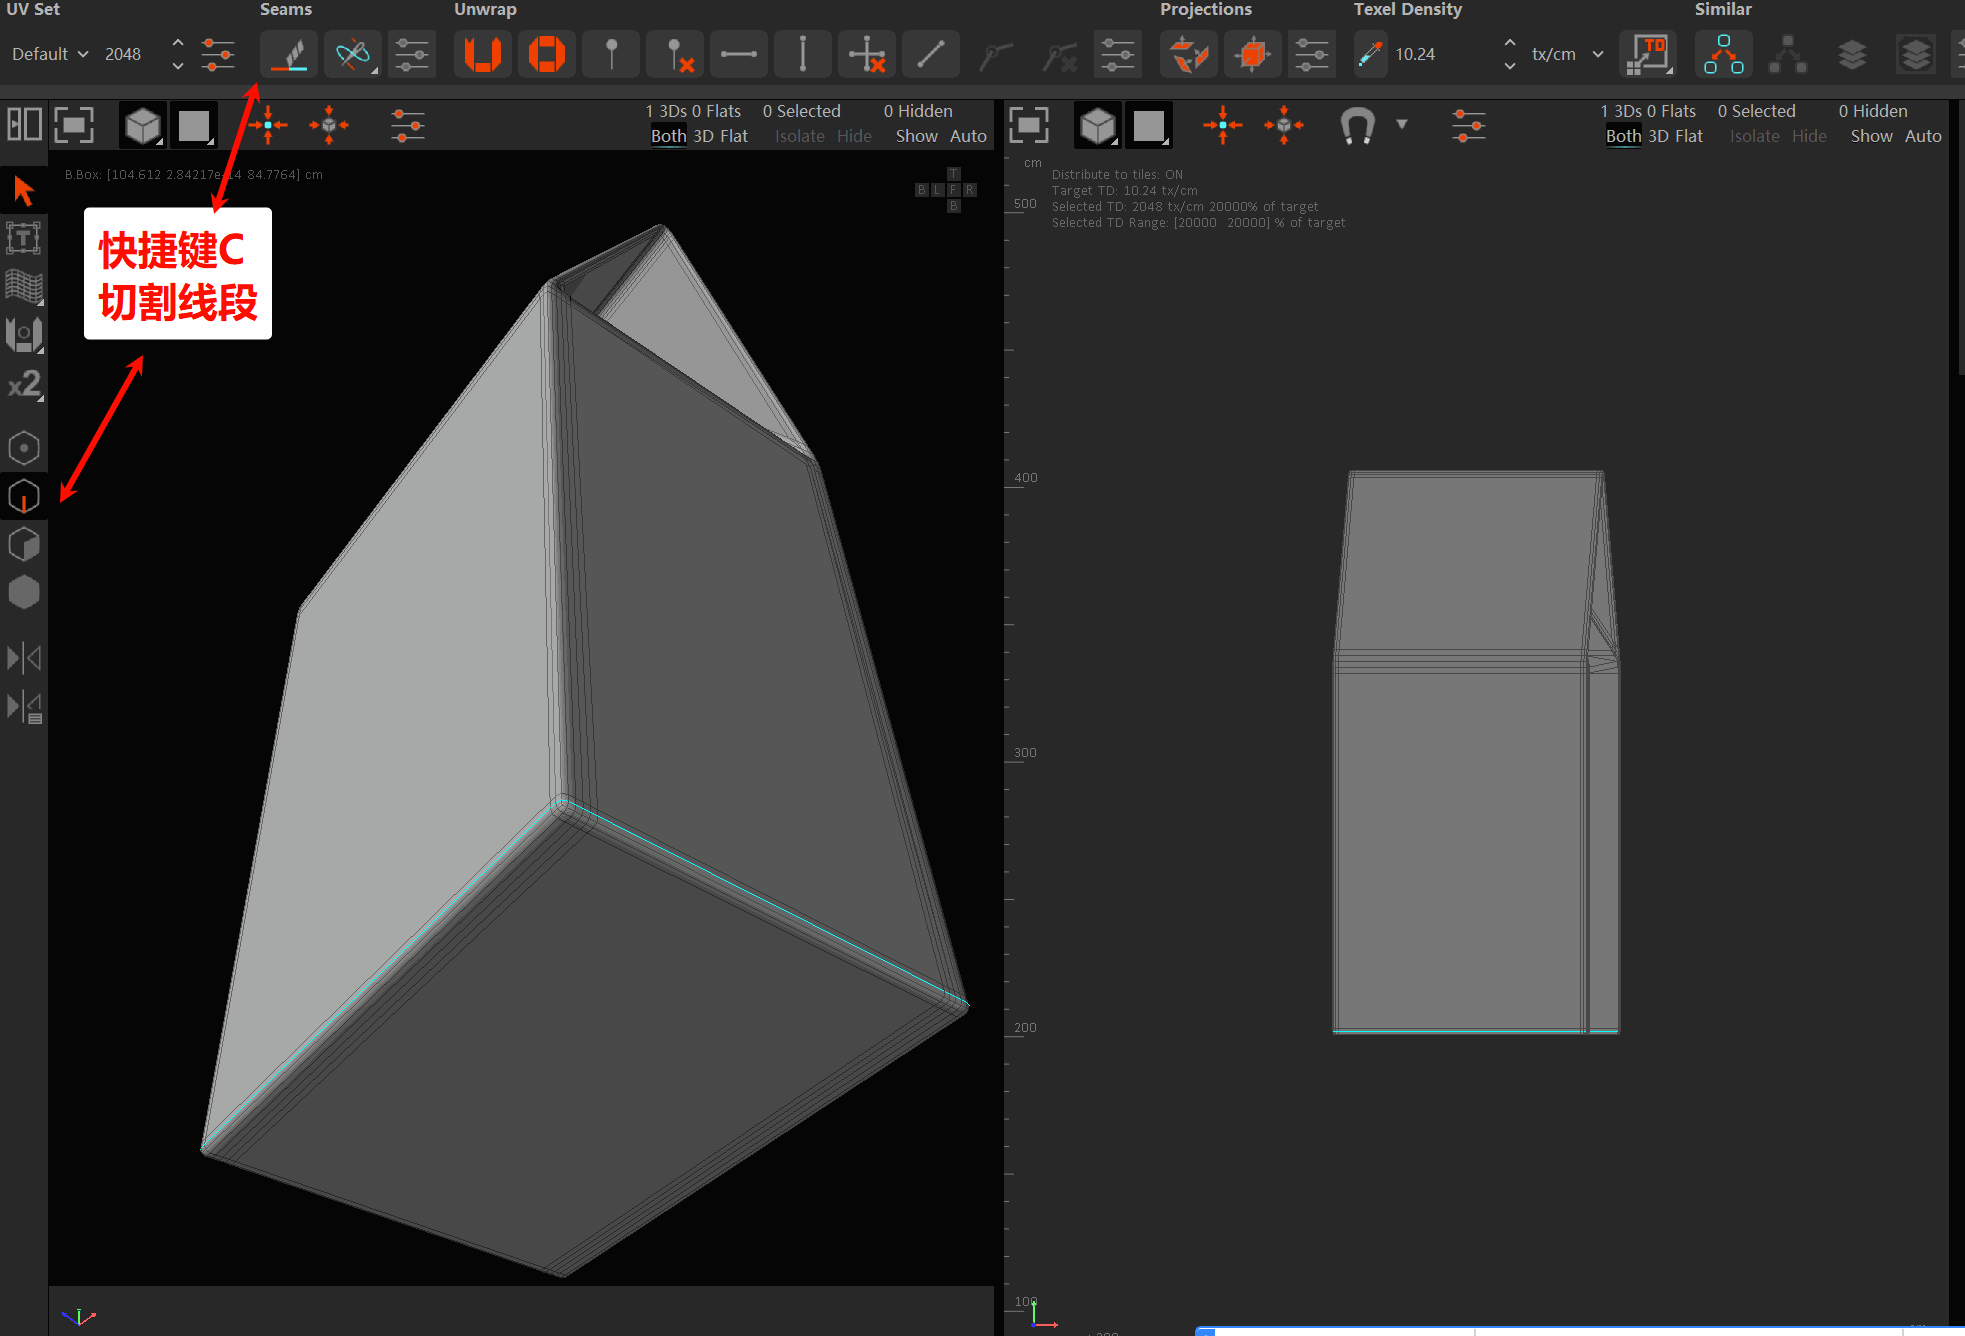 UV Set Seams Unwrap Projections Texel Density Similar
Default 2048 10.24 tx/cm TD
1 3Ds 0 Flats 0 Selected 0 Hidden
Both 3D Flat Isolate Hide Show Auto
1 3Ds 0 Flats 0 Selected 0 Hidden
Both 3D Flat Isolate Hide Show Auto
B.Box: [104.612 2.84217e-14 84.7764] cm
T
B L F R
B
快捷键C
切割线段
T
x2
cm
Distribute to tiles: ON
Target TD: 10.24 tx/cm
Selected TD: 2048 tx/cm 20000% of target
Selected TD Range: [20000 20000] % of target
500
400
300
200
100